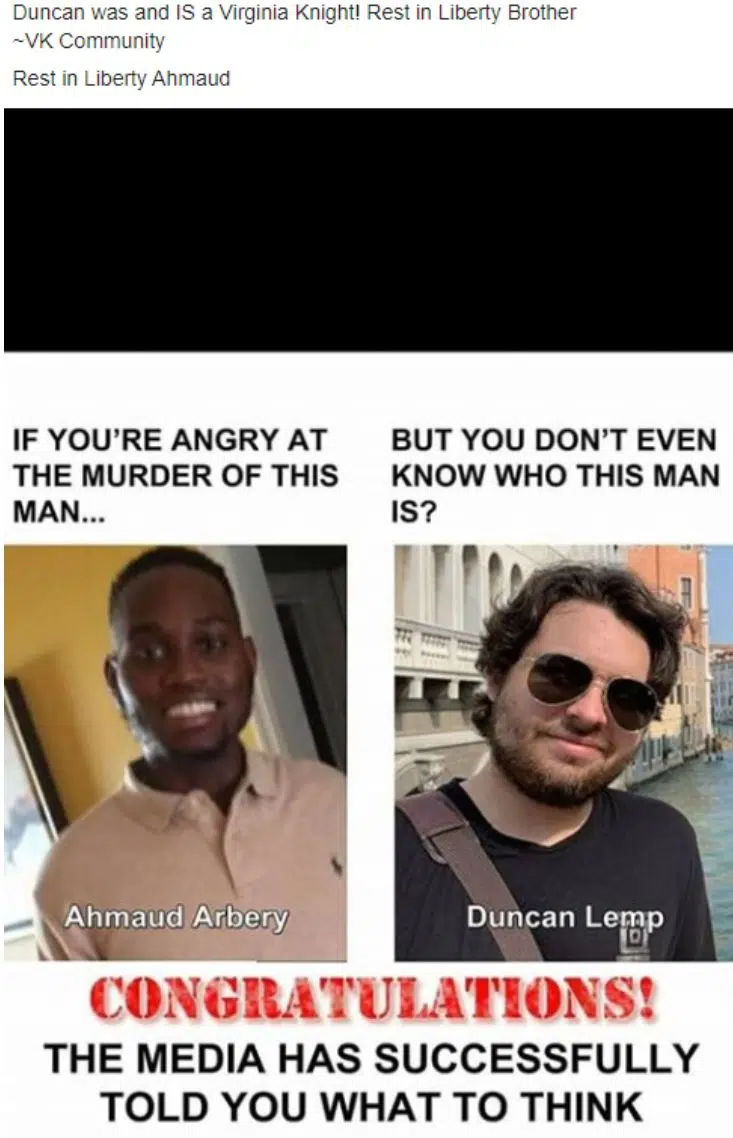 Duncan was and IS a Virginia Knight! Rest in Liberty Brother
~VK Community
Rest in Liberty Ahmaud
IF YOU'RE ANGRY AT
THE MURDER OF THIS
MAN...
BUT YOU DON'T EVEN
KNOW WHO THIS MAN
IS?
Ahmaud Arbery
Duncan Lemp
CONGRATULATIONS!
THE MEDIA HAS SUCCESSFULLY
TOLD YOU WHAT TO THINK